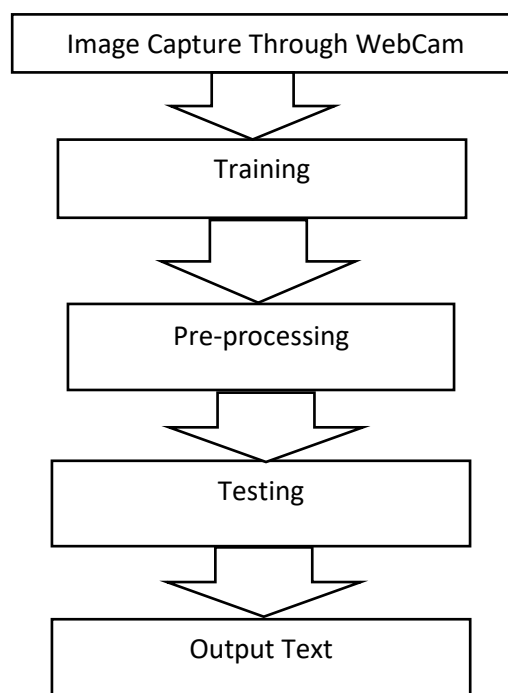 Image Capture Through WebCam
Training
Pre-processing
Testing
Output Text